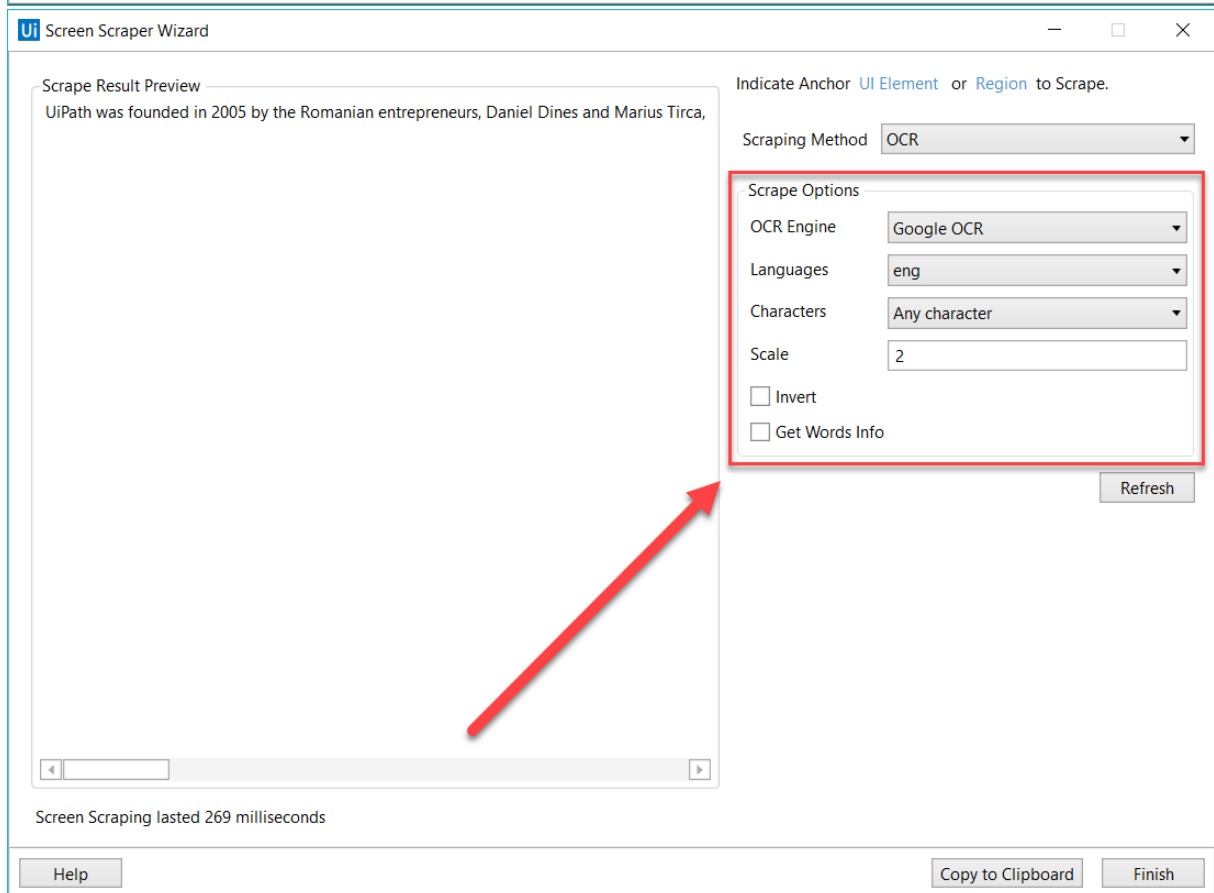 Ui Screen Scraper Wizard
Scrape Result Preview
UiPath was founded in 2005 by the Romanian entrepreneurs, Daniel Dines and Marius Tirca,
Indicate Anchor UI Element or Region to Scrape.
Scraping Method OCR
Scrape Options
OCR Engine Google OCR
Languages eng
Characters Any character
Scale 2
Invert
Get Words Info
Refresh
Screen Scraping lasted 269 milliseconds
Help Copy to Clipboard Finish